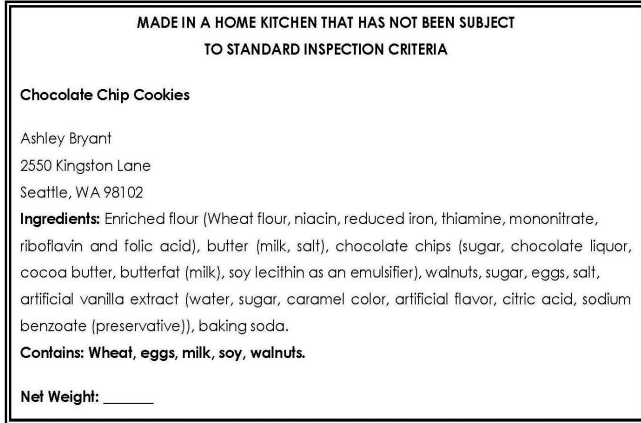 MADE IN A HOME KITCHEN THAT HAS NOT BEEN SUBJECT
TO STANDARD INSPECTION CRITERIA
Chocolate Chip Cookies
Ashley Bryant
2550 Kingston Lane
Seattle, WA 98102
Ingredients: Enriched flour (Wheat flour, niacin, reduced iron, thiamine, mononitrate,
riboflavin and folic acid), butter (milk, salt), chocolate chips (sugar, chocolate liquor,
cocoa butter, butterfat (milk), soy lecithin as an emulsifier), walnuts, sugar, eggs, salt,
artificial vanilla extract (water, sugar, caramel color, artificial flavor, citric acid, sodium
benzoate (preservative)), baking soda.
Contains: Wheat, eggs, milk, soy, walnuts.
Net Weight: _______